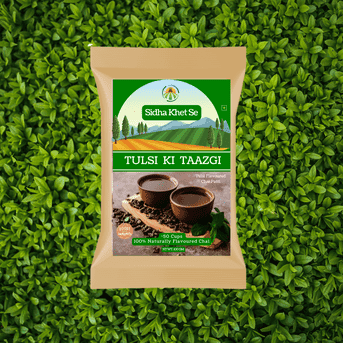 Sidha Khet Se
TULSI KI TAAZGI
Tulsi Flavoured
Chai Patti
~50 Cups
100% Naturally Flavoured Chai